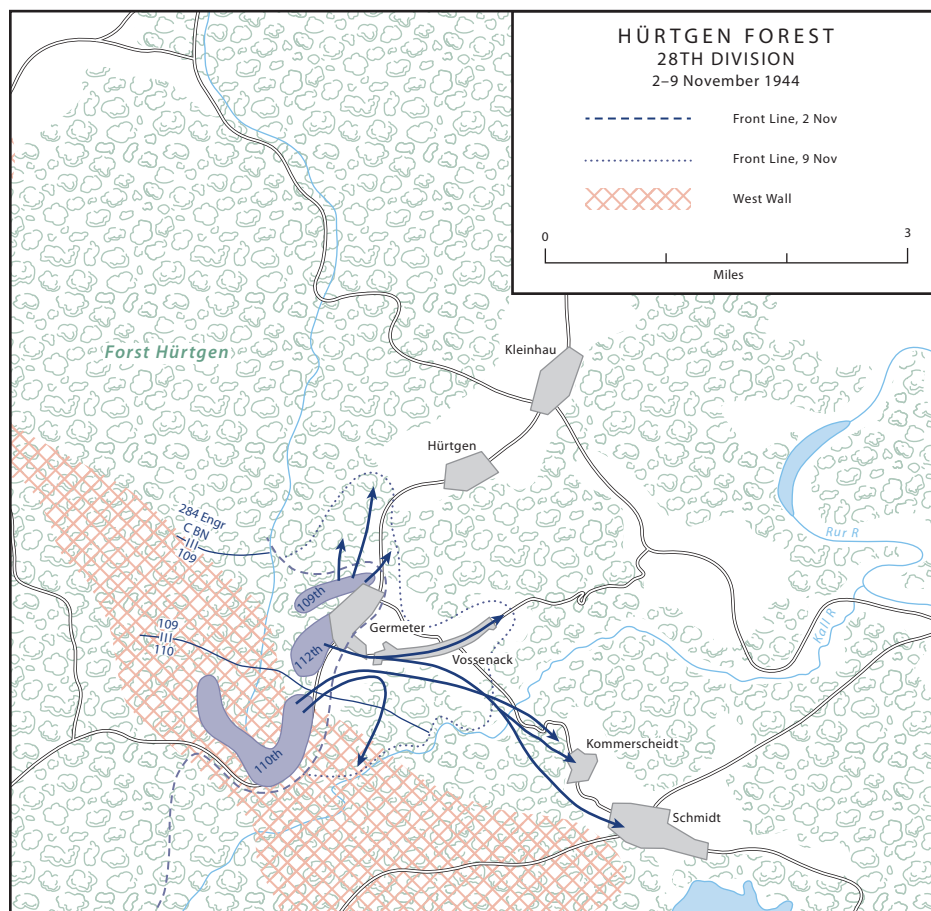 HÜRTGEN FOREST
28TH DIVISION
2–9 November 1944
Front Line, 2 Nov
Front Line, 9 Nov
West Wall
0
3
Miles
Kleinhau
Forst Hürtgen
Hürtgen
284 Engr
C BN
III
109
Rur R
Kall R
109th
109
III
110
Germeter
112th
Vossenack
110th
Kommerscheidt
Schmidt